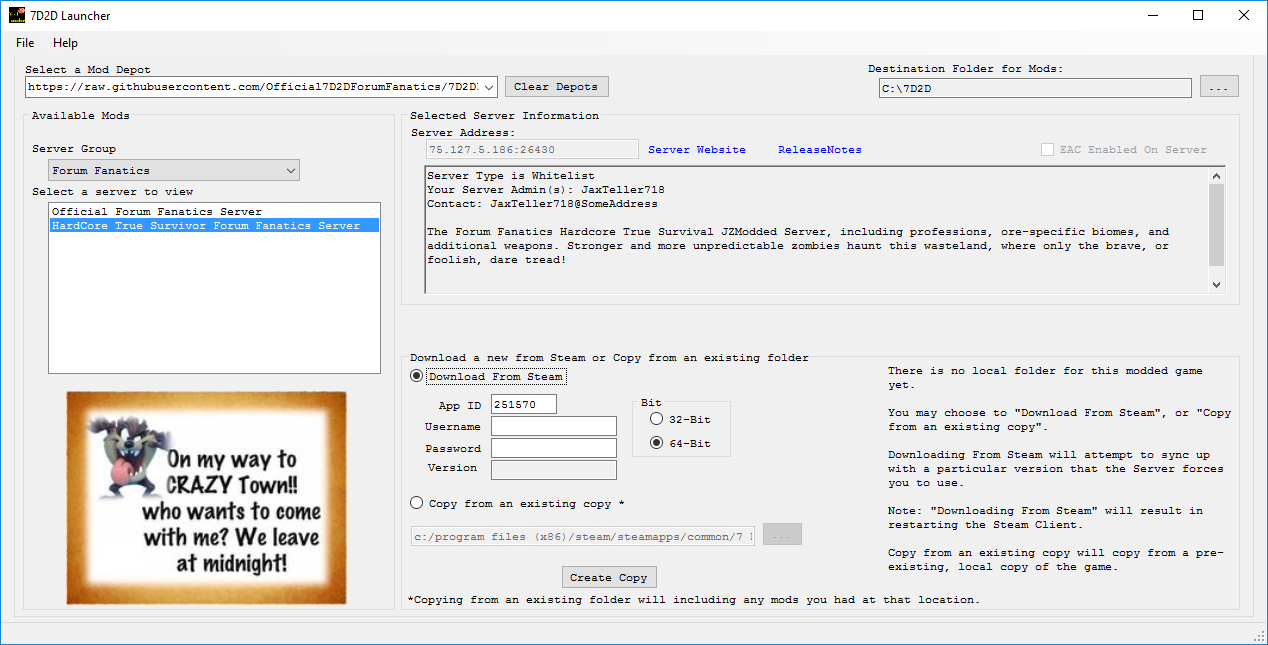 7D2D Launcher
File Help
Select a Mod Depot
https://raw.githubusercontent.com/Official7D2DForumFanatics/7D2D
Clear Depots
Destination Folder for Mods:
C:\7D2D
...
Available Mods
Server Group
Forum Fanatics
Select a server to view
Official Forum Fanatics Server
HardCore True Survivor Forum Fanatics Server
On my way to
CRAZY Town!!
who wants to come
with me? We leave
at midnight!
Selected Server Information
Server Address:
75.127.5.186:26430
Server Website
ReleaseNotes
EAC Enabled On Server
Server Type is Whitelist
Your Server Admin(s): JaxTeller718
Contact: JaxTeller718@SomeAddress
The Forum Fanatics Hardcore True Survival JZModded Server, including professions, ore-specific biomes, and
additional weapons. Stronger and more unpredictable zombies haunt this wasteland, where only the brave, or
foolish, dare tread!
Download a new from Steam or Copy from an existing folder
Download From Steam
App ID 251570
Username
Password
Version
Bit
32-Bit
64-Bit
Copy from an existing copy *
c:/program files (x86)/steam/steamapps/common/7
...
Create Copy
*Copying from an existing folder will including any mods you had at that location.
There is no local folder for this modded game
yet.
You may choose to "Download From Steam", or "Copy
from an existing copy".
Downloading From Steam will attempt to sync up
with a particular version that the Server forces
you to use.
Note: "Downloading From Steam" will result in
restarting the Steam Client.
Copy from an existing copy will copy from a pre-
existing, local copy of the game.